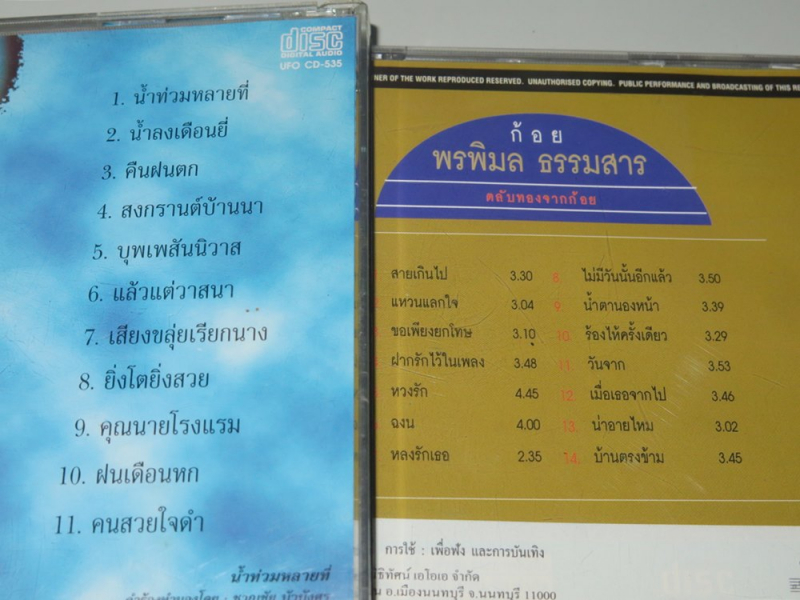 COMPACT
disc
DIGITAL AUDIO
UFO CD-535
1. น้ำท่วมหลายที่
2. น้ำลงเดือนยี่
3. คืนฝนตก
4. สงกรานต์บ้านนา
5. บุพเพสันนิวาส
6. แล้วแต่วาสนา
7. เสียงขลุ่ยเรียกนาง
8. ยิ่งโตยิ่งสวย
9. คุณนายโรงแรม
10. ฝนเดือนหก
11. คนสวยใจดำ
น้ำท่วมหลายที่
NER OF THE WORK REPRODUCED RESERVED. UNAUTHORISED COPYING. PUBLIC PERFORMANCE AND BROADCASTING OF THIS RE
ก้อย
พรพิมล ธรรมสาร
ตลับทองจากก้อย
สายเกินไป 3.30
แหวนแลกใจ 3.04
ขอเพียงยกโทษ 3.10
ฝากรักไว้ในเพลง 3.48
หวงรัก 4.45
ฉงน 4.00
หลงรักเธอ 2.35
8. ไม่มีวันนั้นอีกแล้ว 3.50
9. น้ำตานองหน้า 3.39
10. ร้องไห้ครั้งเดียว 3.29
11. วันจาก 3.53
12. เมื่อเธอจากไป 3.46
13. น่าอายไหม 3.02
14. บ้านตรงข้าม 3.45
การใช้ : เพื่อฟัง และการบันเทิง
อ.เมืองนนทบุรี จ.นนทบุรี 11000